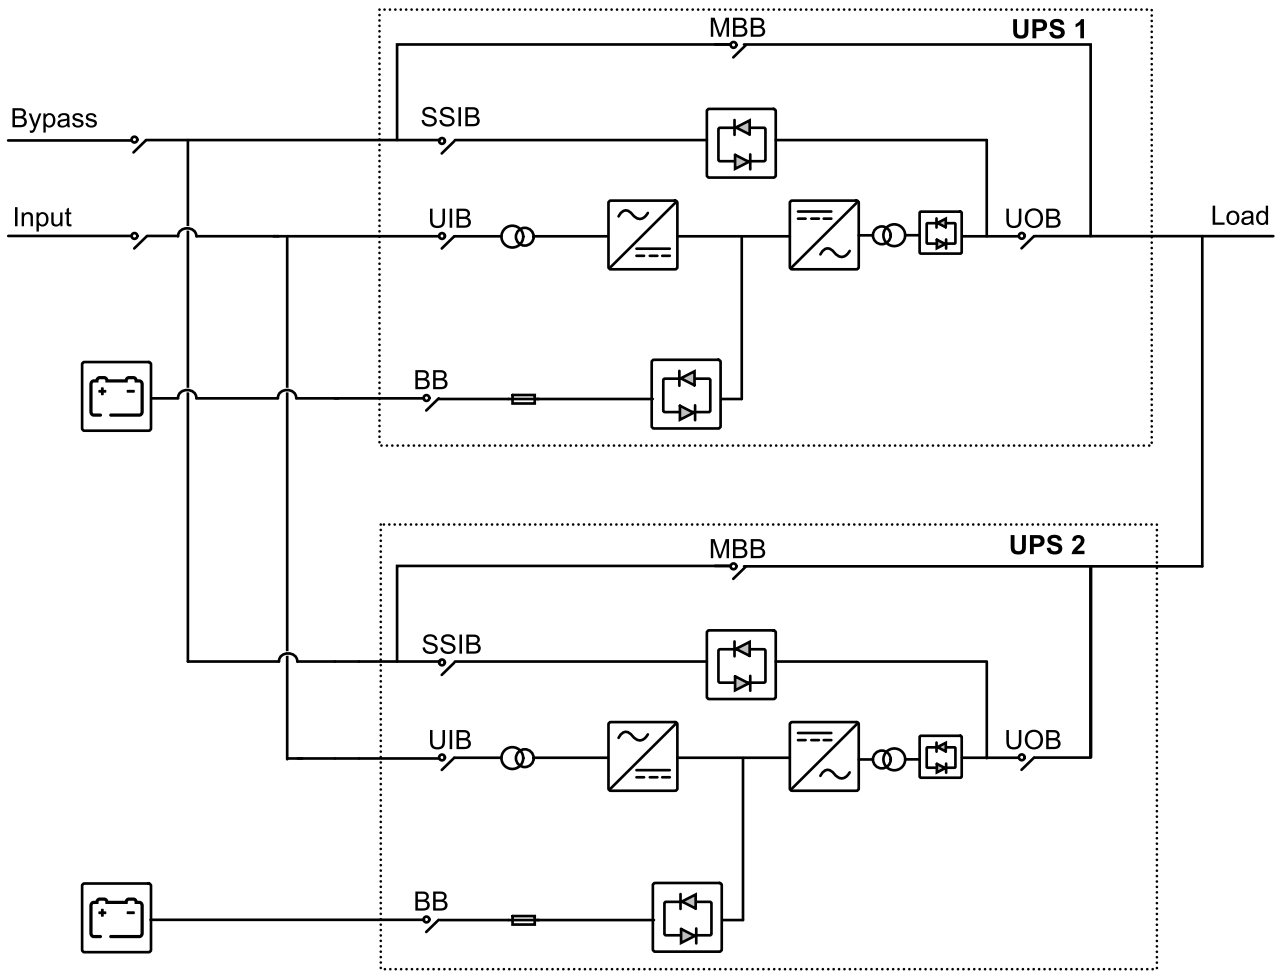 MBB
UPS 1
Bypass
SSIB
Input
UIB
UOB
Load
BB
MBB
UPS 2
SSIB
UIB
UOB
BB